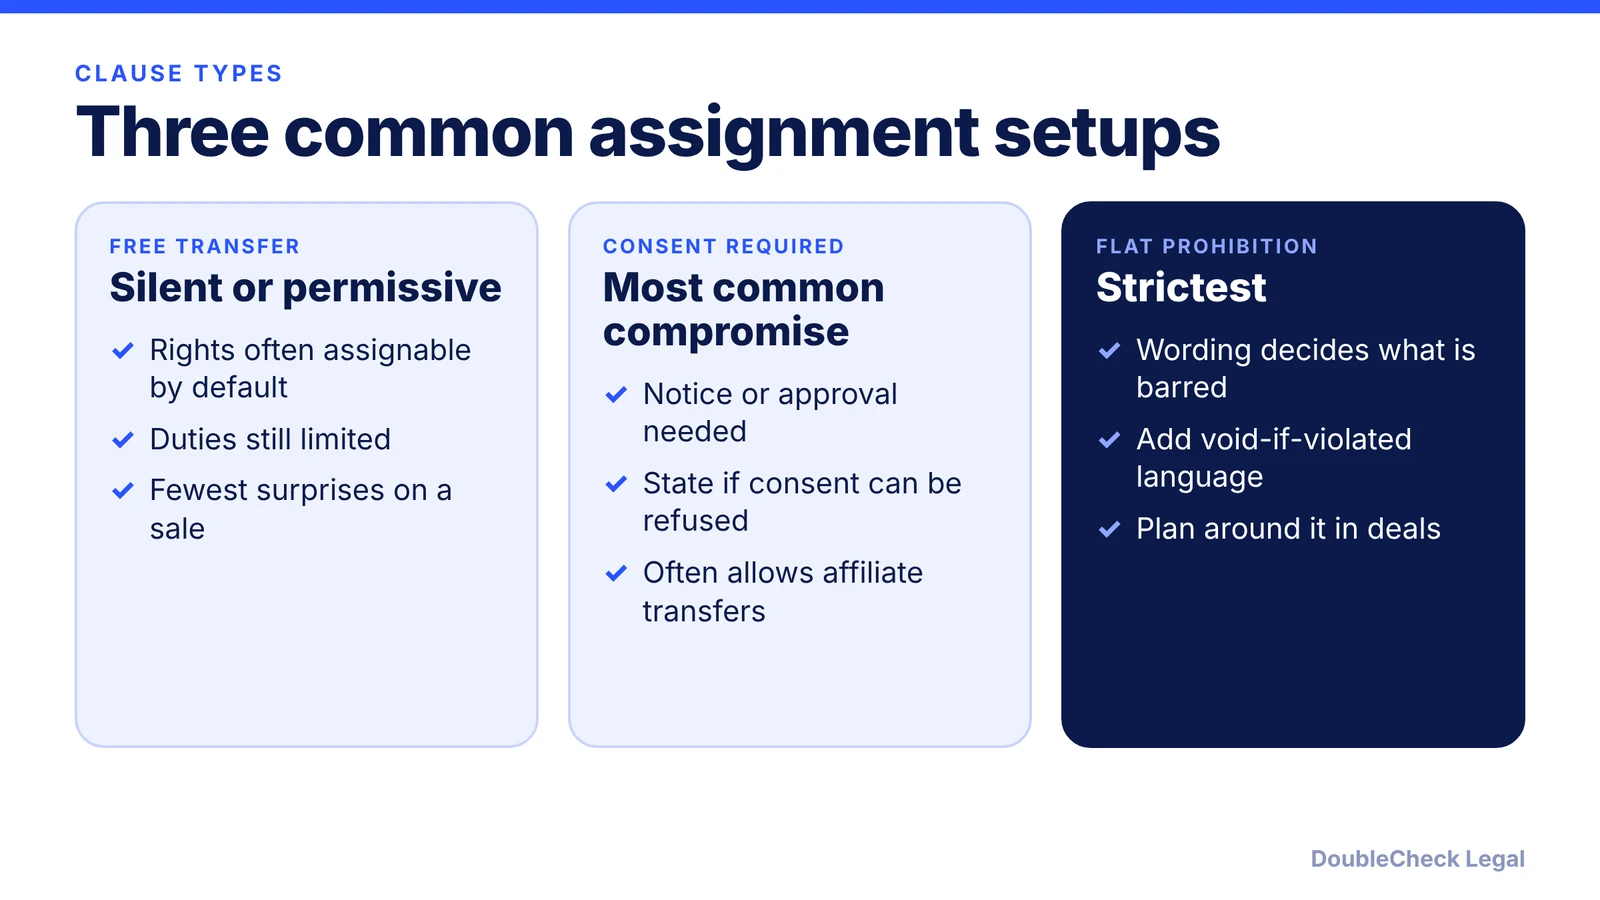 CLAUSE TYPES
Three common assignment setups
FREE TRANSFER
Silent or permissive
Rights often assignable
by default
Duties still limited
Fewest surprises on a
sale
CONSENT REQUIRED
Most common
compromise
Notice or approval
needed
State if consent can be
refused
Often allows affiliate
transfers
FLAT PROHIBITION
Strictest
Wording decides what is
barred
Add void-if-violated
language
Plan around it in deals
DoubleCheck Legal